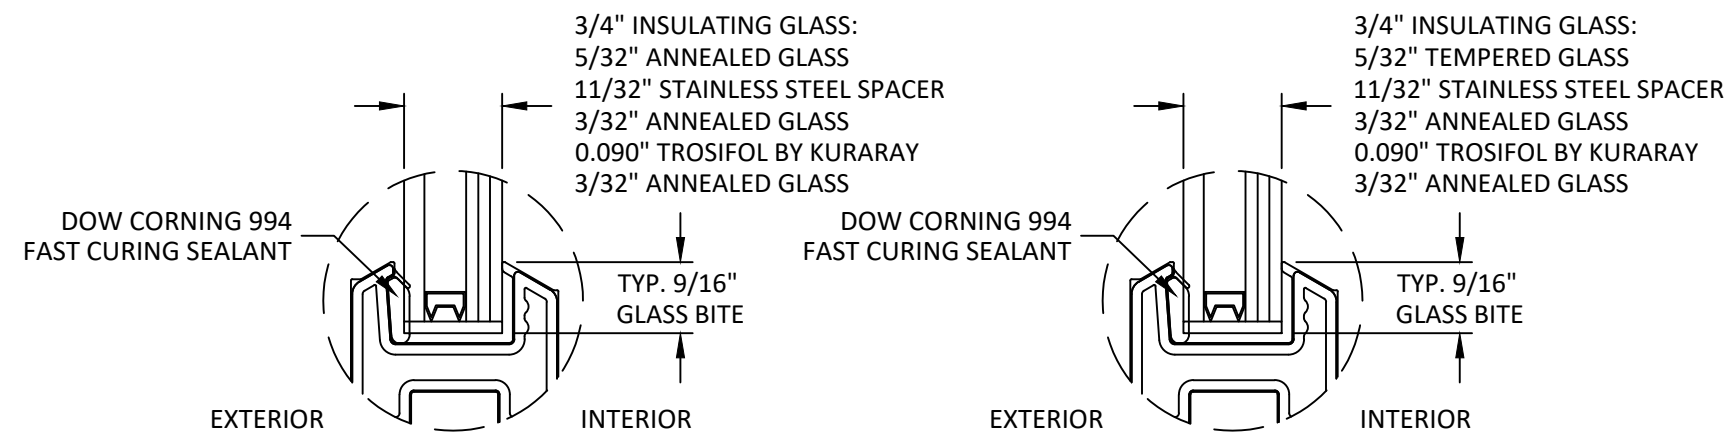 3/4" INSULATING GLASS:
5/32" ANNEALED GLASS
11/32" STAINLESS STEEL SPACER
3/32" ANNEALED GLASS
0.090" TROSIFOL BY KURARAY
3/32" ANNEALED GLASS
DOW CORNING 994
FAST CURING SEALANT
TYP. 9/16"
GLASS BITE
EXTERIOR
INTERIOR
3/4" INSULATING GLASS:
5/32" TEMPERED GLASS
11/32" STAINLESS STEEL SPACER
3/32" ANNEALED GLASS
0.090" TROSIFOL BY KURARAY
3/32" ANNEALED GLASS
DOW CORNING 994
FAST CURING SEALANT
TYP. 9/16"
GLASS BITE
EXTERIOR
INTERIOR